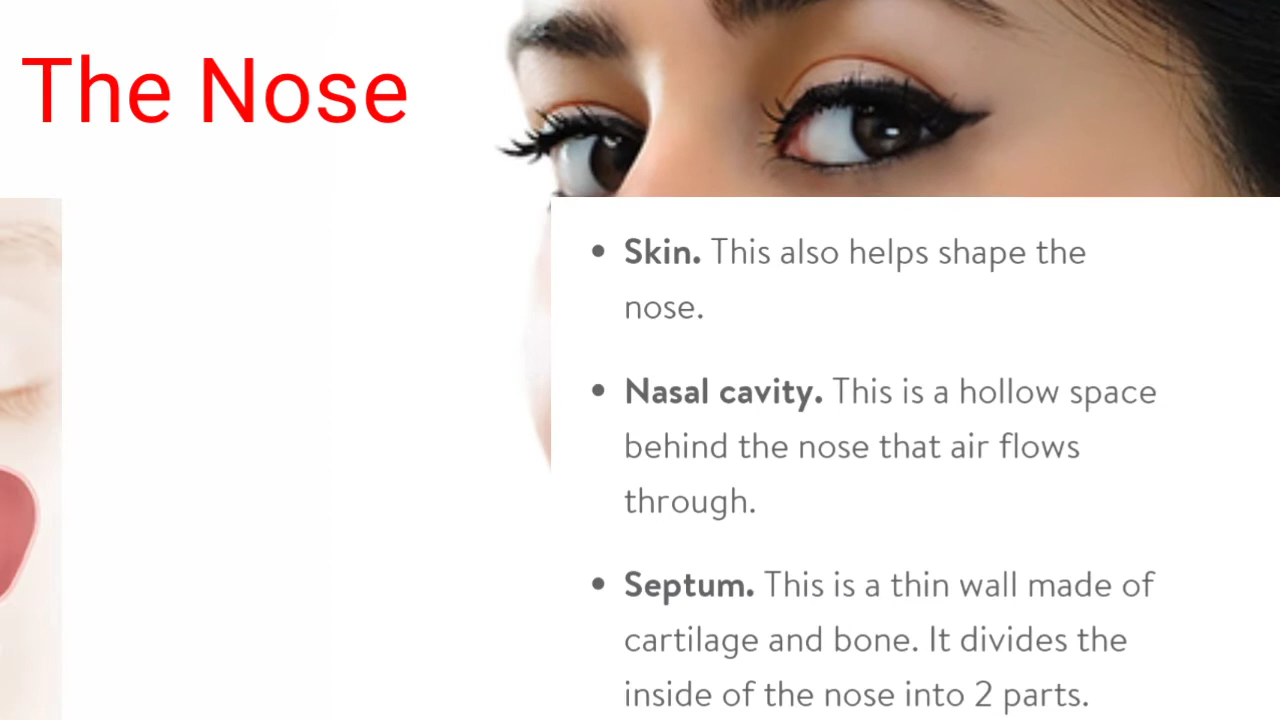 The Nose
• Skin. This also helps shape the
nose.
• Nasal cavity. This is a hollow space
behind the nose that air flows
through.
• Septum. This is a thin wall made of
cartilage and bone. It divides the
inside of the nose into 2 parts.